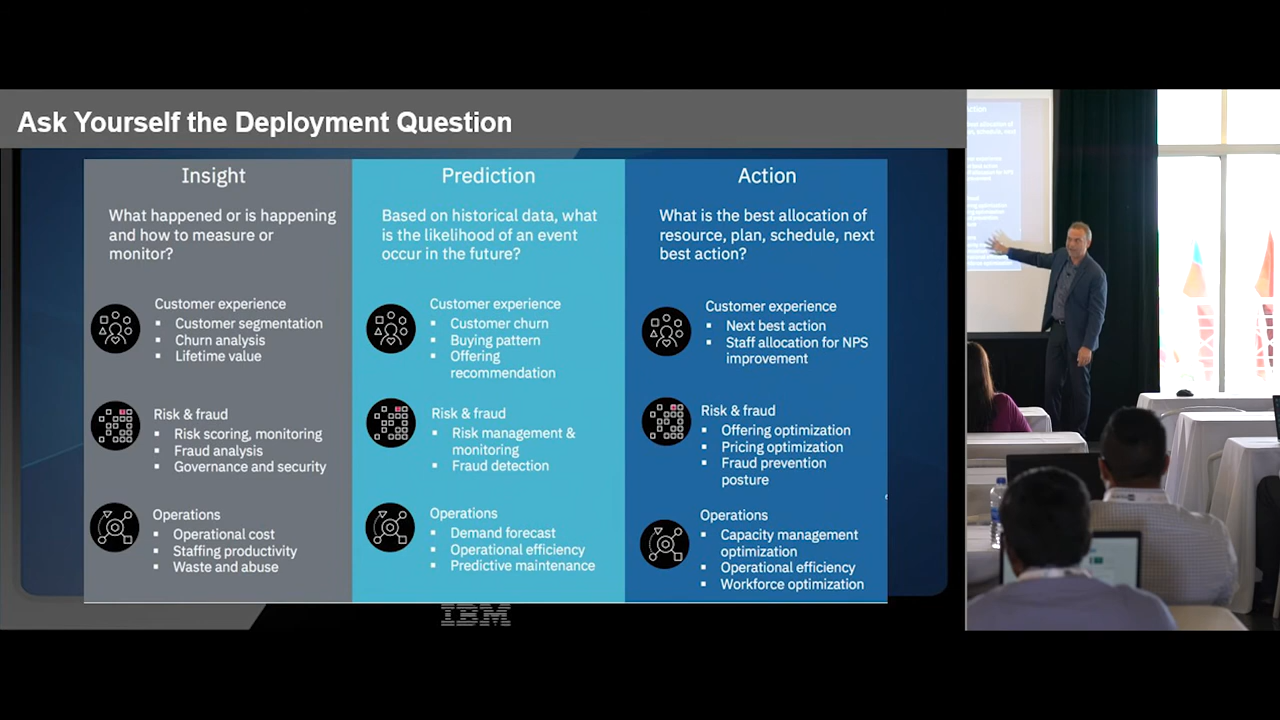 Ask Yourself the Deployment Question
Insight
What happened or is happening
and how to measure or
monitor?
Customer experience
▪ Customer segmentation
▪ Churn analysis
▪ Lifetime value
Risk & fraud
▪ Risk scoring, monitoring
▪ Fraud analysis
▪ Governance and security
Operations
▪ Operational cost
▪ Staffing productivity
▪ Waste and abuse
Prediction
Based on historical data, what
is the likelihood of an event
occur in the future?
Customer experience
▪ Customer churn
▪ Buying pattern
▪ Offering
recommendation
Risk & fraud
▪ Risk management &
monitoring
▪ Fraud detection
Operations
▪ Demand forecast
▪ Operational efficiency
▪ Predictive maintenance
Action
What is the best allocation of
resource, plan, schedule, next
best action?
Customer experience
▪ Next best action
▪ Staff allocation for NPS
improvement
Risk & fraud
▪ Offering optimization
▪ Pricing optimization
▪ Fraud prevention
posture
Operations
▪ Capacity management
optimization
▪ Operational efficiency
▪ Workforce optimization
IBM